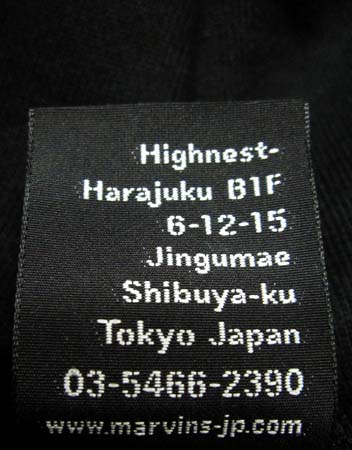 Highnest-
Harajuku B1F
6-12-15
Jingumae
Shibuya-ku
Tokyo Japan
03-5466-2390
www.marvins-jp.com